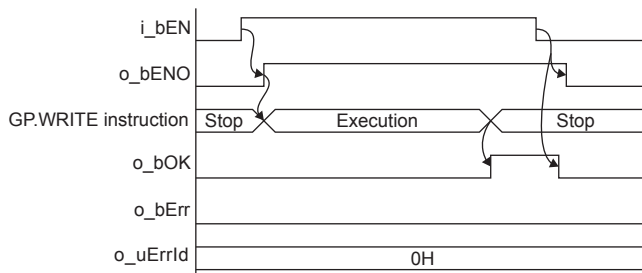 i_bEN
o_bENO
GP.WRITE instruction Stop Execution Stop
o_bOK
o_bErr
o_uErrId 0H